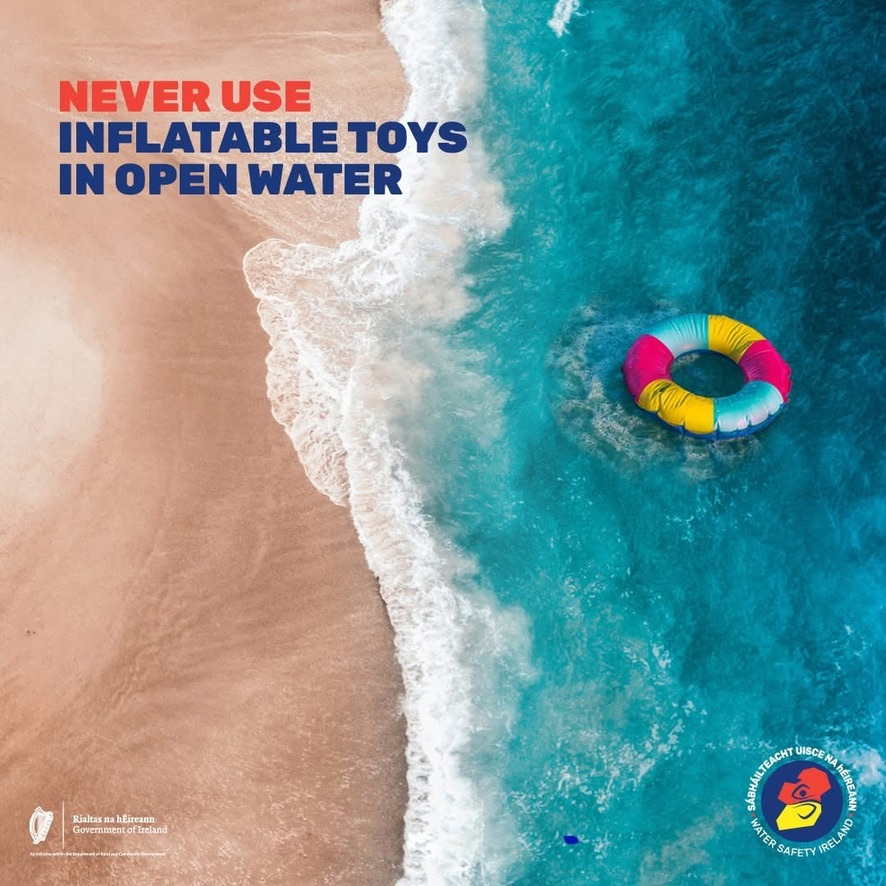 NEVER USE
INFLATABLE TOYS
IN OPEN WATER
Rialtas na hÉireann
Government of Ireland
SÁBHÁILTEACHT UISCE NA hÉIREANN
WATER SAFETY IRELAND